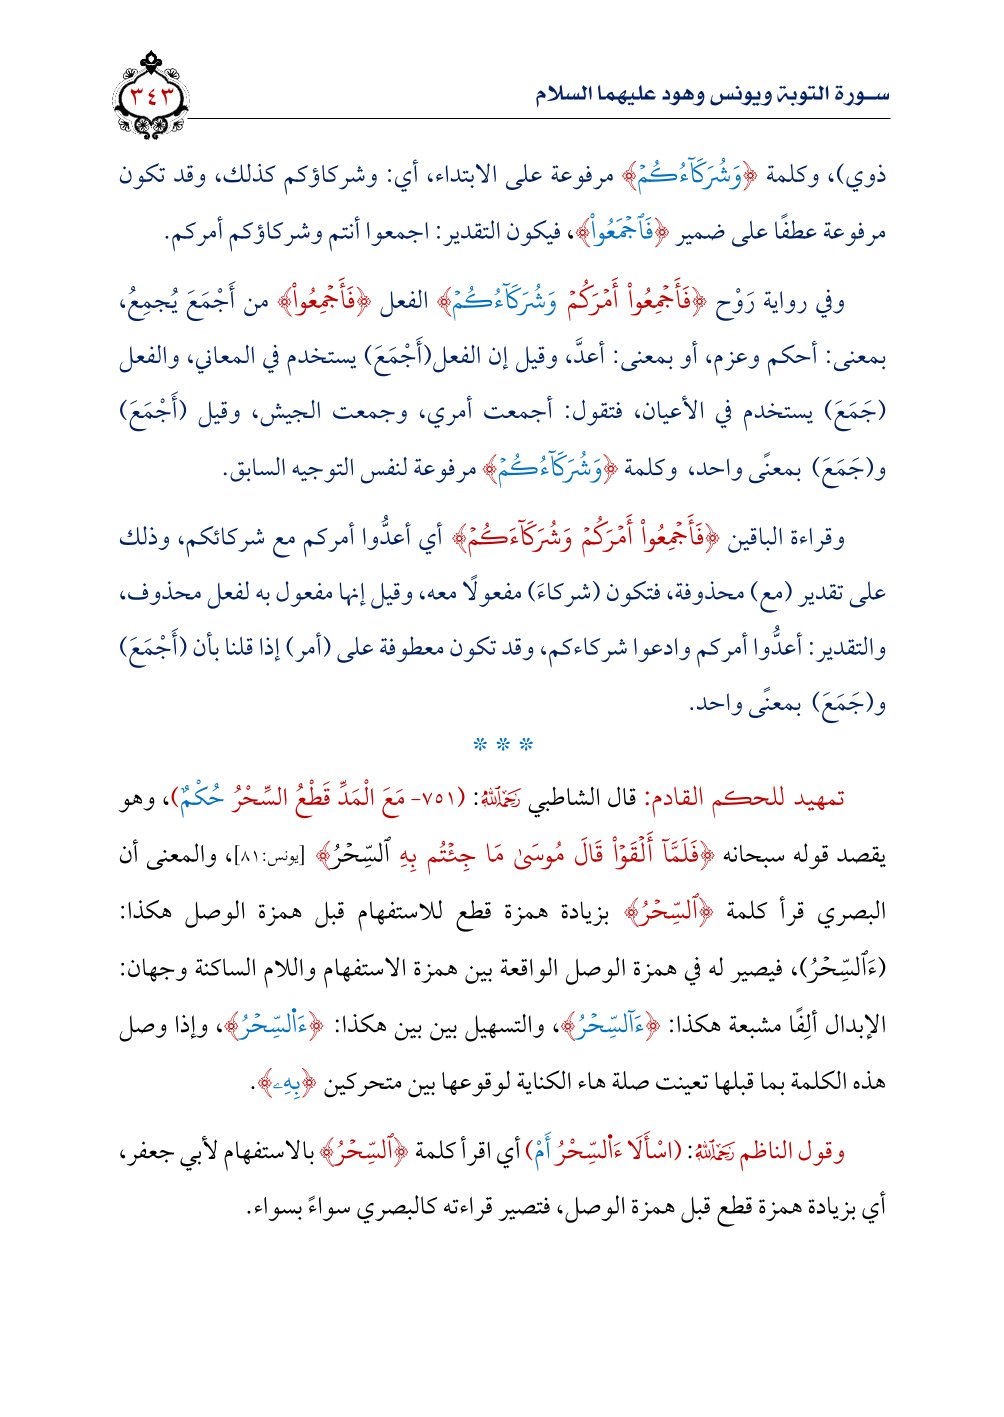 سـورة التوبة ويونس وهود عليهما السلام
٣٤٣
ذوي)، وكلمة ﴿وَشُرَكَآءُكُمۡ﴾ مرفوعة على الابتداء، أي: وشركاؤكم كذلك، وقد تكون
مرفوعة عطفًا على ضمير ﴿فَٱجۡمَعُواْ﴾، فيكون التقدير: اجمعوا أنتم وشركاؤكم أمركم.
وفي رواية رَوْح ﴿فَأَجۡمِعُواْ أَمۡرَكُمۡ وَشُرَكَآءُكُمۡ﴾ الفعل ﴿فَأَجۡمِعُواْ﴾ من أَجْمَعَ يُجمِعُ،
بمعنى: أحكم وعزم، أو بمعنى: أعدَّ، وقيل إن الفعل(أَجْمَعَ) يستخدم في المعاني، والفعل
(جَمَعَ) يستخدم في الأعيان، فتقول: أجمعت أمري، وجمعت الجيش، وقيل (أَجْمَعَ)
و(جَمَعَ) بمعنًى واحد، وكلمة ﴿وَشُرَكَآءُكُمۡ﴾ مرفوعة لنفس التوجيه السابق.
وقراءة الباقين ﴿فَأَجۡمِعُواْ أَمۡرَكُمۡ وَشُرَكَآءَكُمۡ﴾ أي أعدُّوا أمركم مع شركائكم، وذلك
على تقدير (مع) محذوفة، فتكون (شركاءَ) مفعولًا معه، وقيل إنها مفعول به لفعل محذوف،
والتقدير: أعدُّوا أمركم وادعوا شركاءكم، وقد تكون معطوفة على (أمر) إذا قلنا بأن (أَجْمَعَ)
و(جَمَعَ) بمعنًى واحد.
* * *
تمهيد للحكم القادم: قال الشاطبي رَحِمَهُ ٱللَّهُ: (٧٥١- مَعَ الْمَدِّ قَطْعُ السِّحْرُ حُكْمٌ)، وهو
يقصد قوله سبحانه ﴿فَلَمَّآ أَلۡقَوۡاْ قَالَ مُوسَىٰ مَا جِئۡتُم بِهِ ٱلسِّحۡرُ﴾ [يونس:٨١]، والمعنى أن
البصري قرأ كلمة ﴿ٱلسِّحۡرُ﴾ بزيادة همزة قطع للاستفهام قبل همزة الوصل هكذا:
(ءَٱلسِّحۡرُ)، فيصير له في همزة الوصل الواقعة بين همزة الاستفهام واللام الساكنة وجهان:
الإبدال ألِفًا مشبعة هكذا: ﴿ءَآلسِّحۡرُ﴾، والتسهيل بين بين هكذا: ﴿ءَا۬لسِّحۡرُ﴾، وإذا وصل
هذه الكلمة بما قبلها تعينت صلة هاء الكناية لوقوعها بين متحركين ﴿بِهِۦ﴾.
وقول الناظم رَحِمَهُ ٱللَّهُ: (اسْأَلَا ءَا۬لسِّحْرُ أَمْ) أي اقرأ كلمة ﴿ٱلسِّحۡرُ﴾ بالاستفهام لأبي جعفر،
أي بزيادة همزة قطع قبل همزة الوصل، فتصير قراءته كالبصري سواءً بسواء.